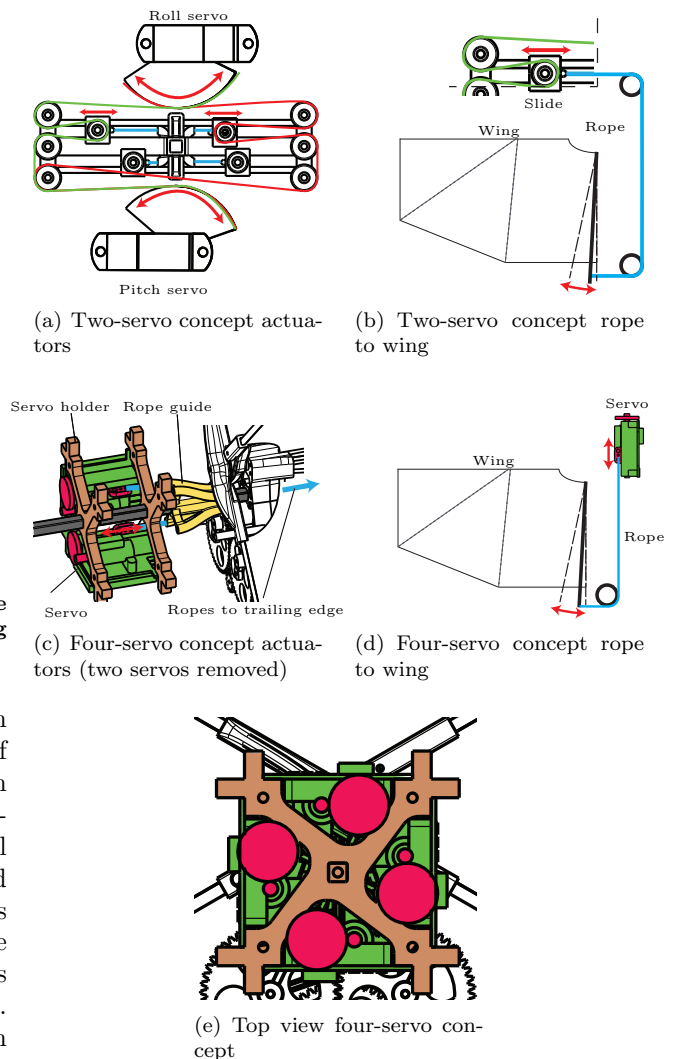 Roll servo
Pitch servo
(a) Two-servo concept actua-
tors
Slide
Wing
Rope
(b) Two-servo concept rope
to wing
Servo holder
Rope guide
Servo
Ropes to trailing edge
(c) Four-servo concept actua-
tors (two servos removed)
Servo
Wing
Rope
(d) Four-servo concept rope
to wing
(e) Top view four-servo con-
cept